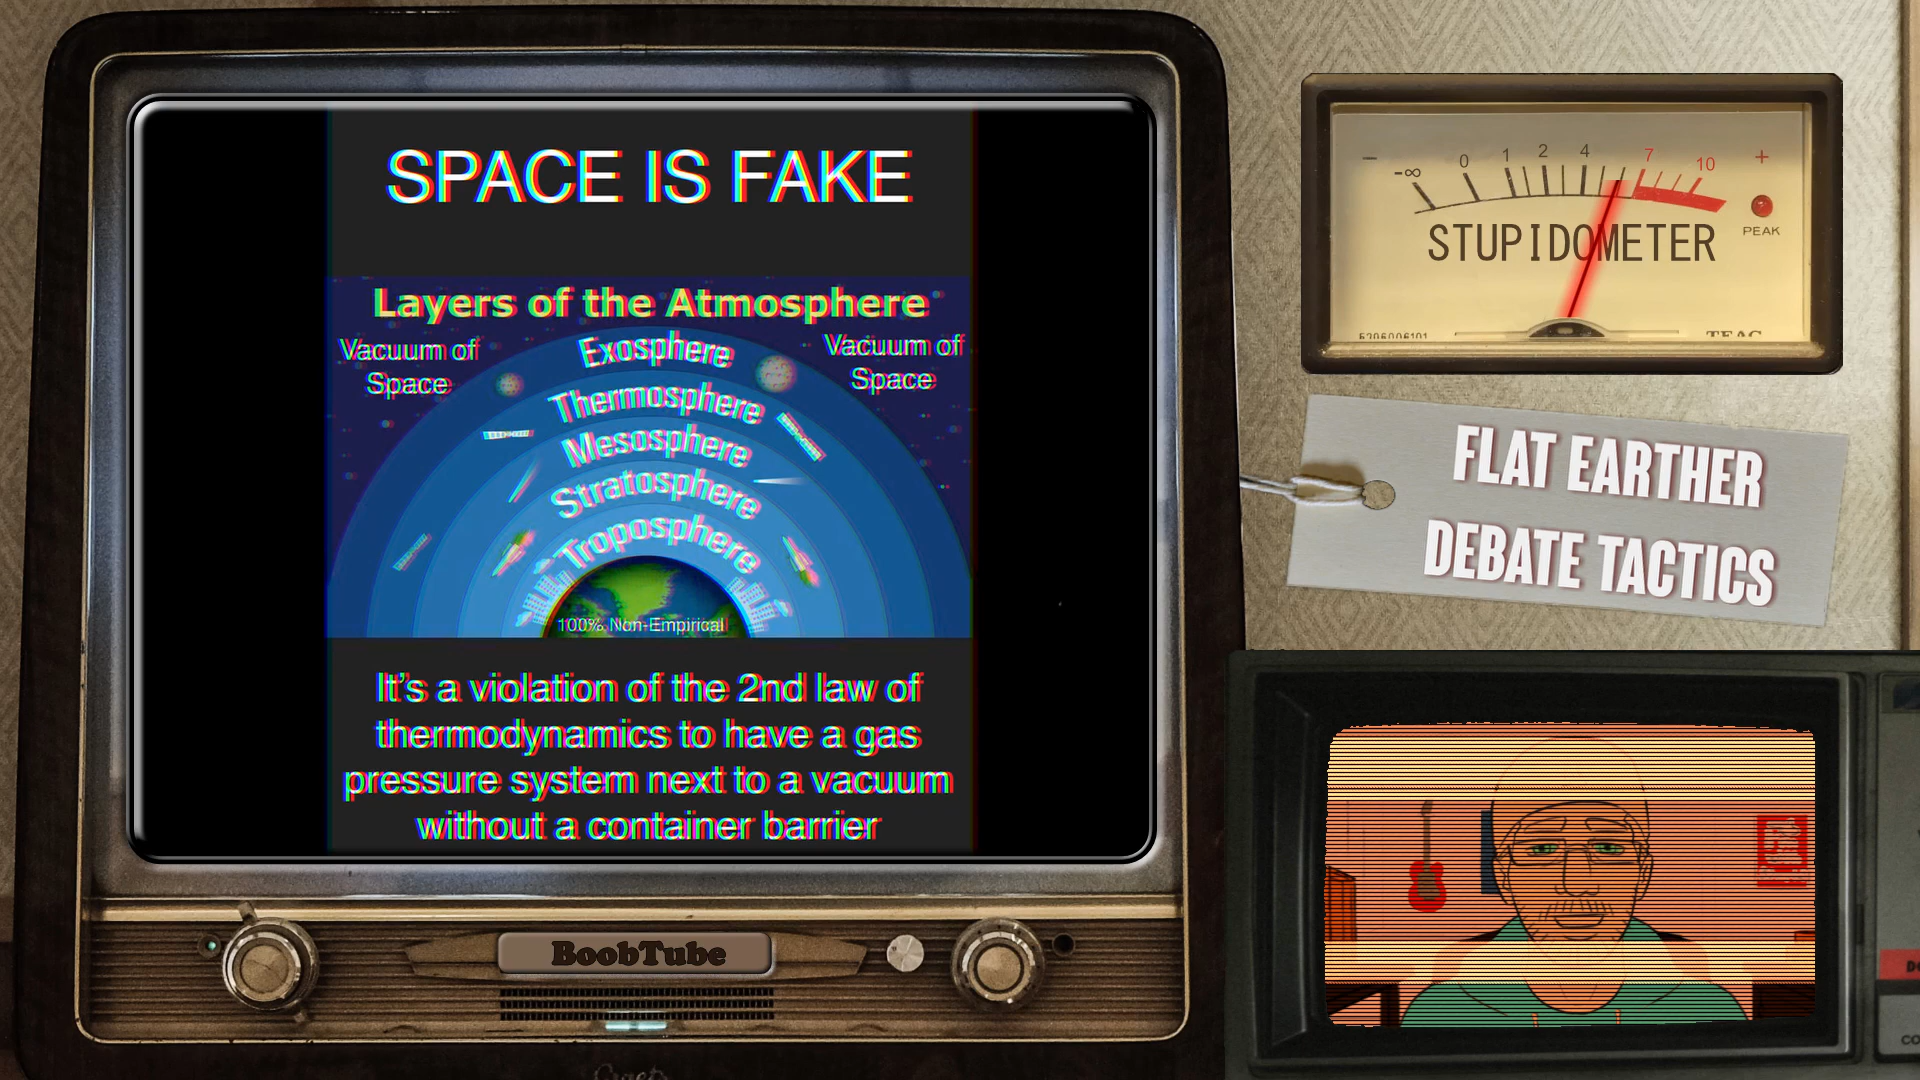 SPACE IS FAKE
Layers of the Atmosphere
Vacuum of
Space
Vacuum of
Space
Exosphere
Thermosphere
Mesosphere
Stratosphere
Troposphere
100% Non-Empirical
It’s a violation of the 2nd law of
thermodynamics to have a gas
pressure system next to a vacuum
without a container barrier
BoobTube
− -∞ 0 1 2 4 7 10 +
PEAK
STUPIDOMETER
TEAC
FLAT EARTHER
DEBATE TACTICS